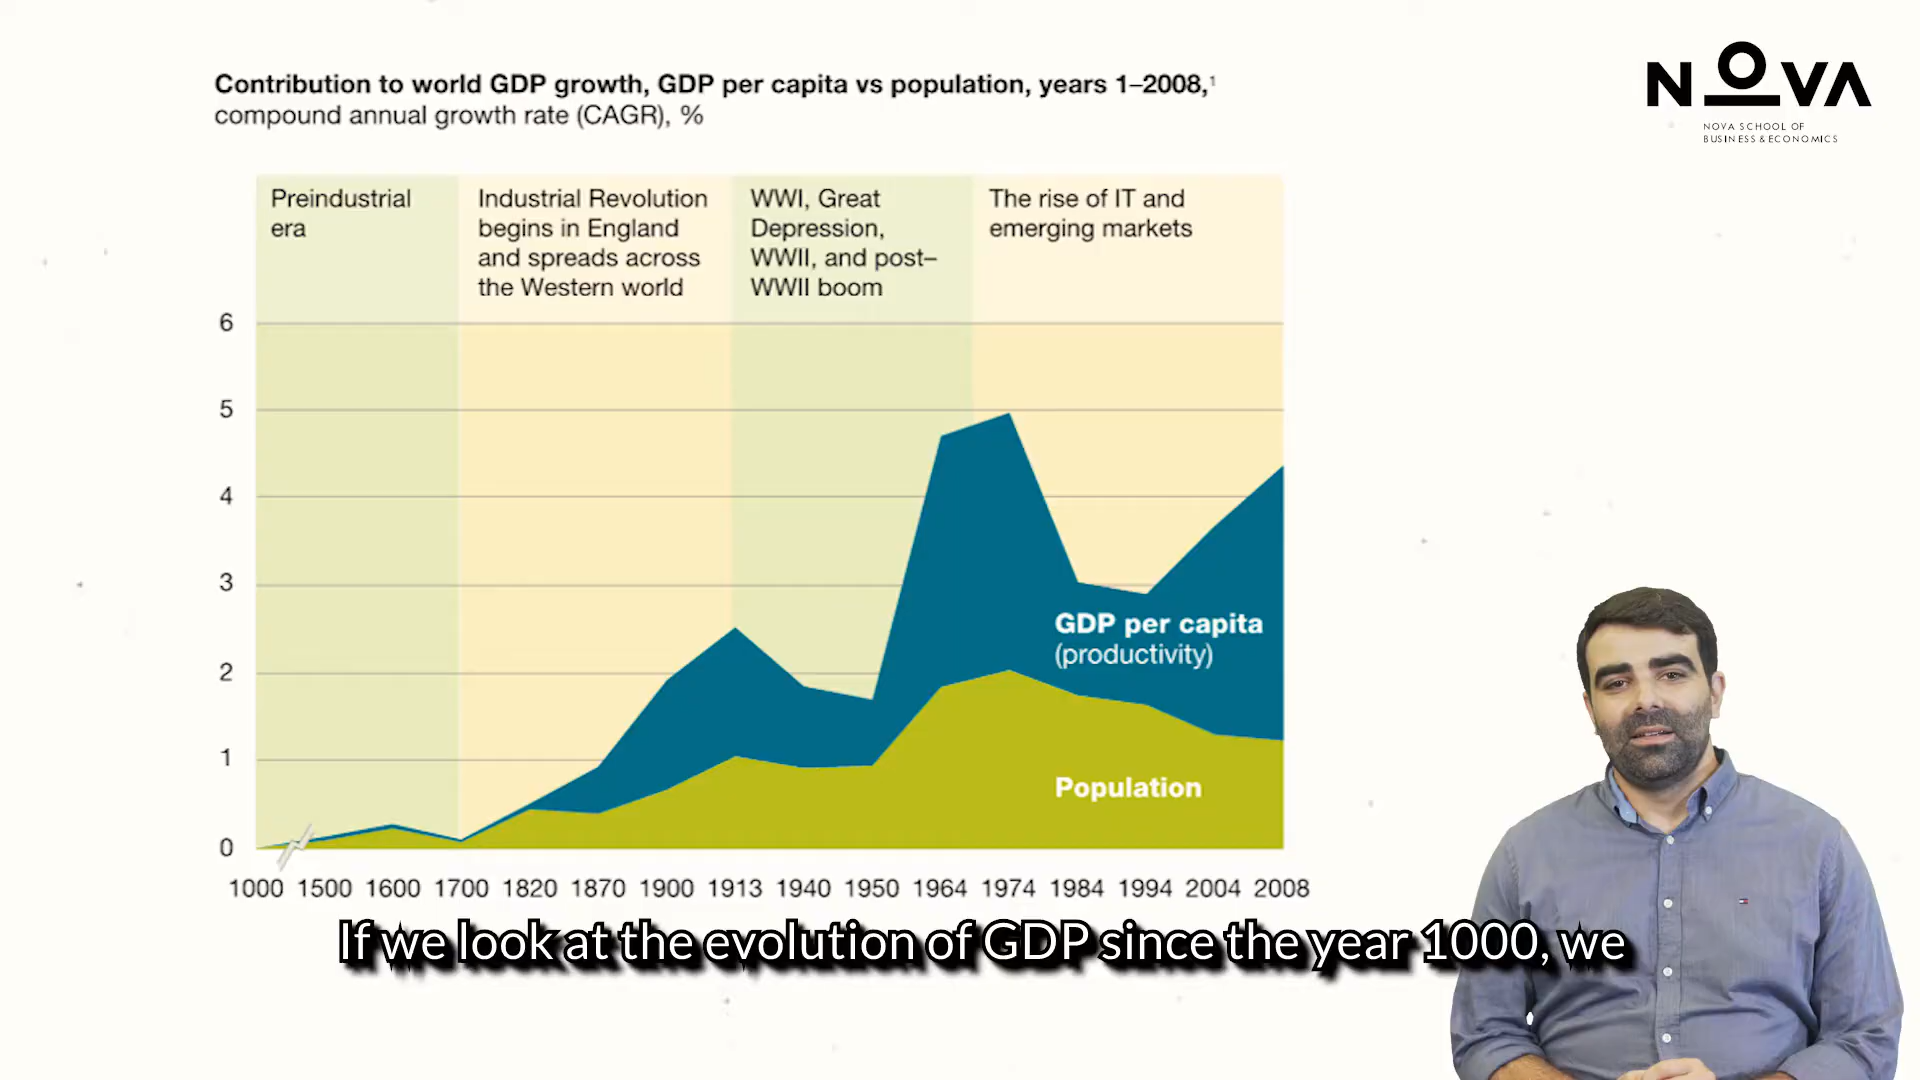 Contribution to world GDP growth, GDP per capita vs population, years 1–2008,¹
compound annual growth rate (CAGR), %
NOVA
NOVA SCHOOL OF
BUSINESS & ECONOMICS
Preindustrial
era
Industrial Revolution
begins in England
and spreads across
the Western world
WWI, Great
Depression,
WWII, and post–
WWII boom
The rise of IT and
emerging markets
6
5
4
3
2
1
0
GDP per capita
(productivity)
Population
1000 1500 1600 1700 1820 1870 1900 1913 1940 1950 1964 1974 1984 1994 2004 2008
If we look at the evolution of GDP since the year 1000, we